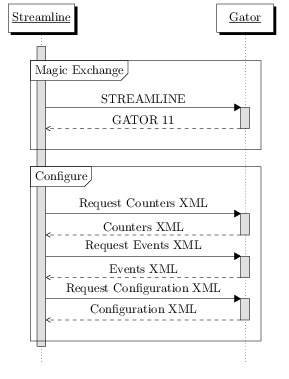 Streamline
Gator
Magic Exchange
STREAMLINE
GATOR 11
Configure
Request Counters XML
Counters XML
Request Events XML
Events XML
Request Configuration XML
Configuration XML